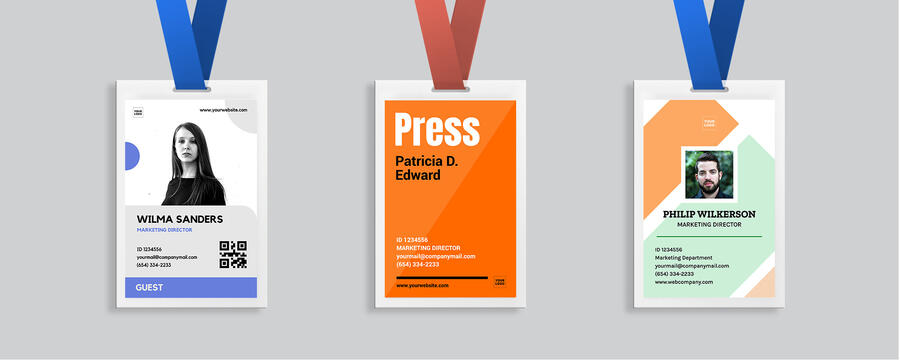 YOUR
LOGO
www.yourwebsite.com
WILMA SANDERS
MARKETING DIRECTOR
ID 1234556
yourmail@companymail.com
(654) 334-2233
GUEST
Press
Patricia D.
Edward
ID 1234556
MARKETING DIRECTOR
yourmail@companymail.com
(654) 334-2233
www.yourwebsite.com
YOUR
LOGO
YOUR
LOGO
PHILIP WILKERSON
MARKETING DIRECTOR
ID 1234556
Marketing Department
yourmail@companymail.com
(654) 334-2233
www.webcompany.com